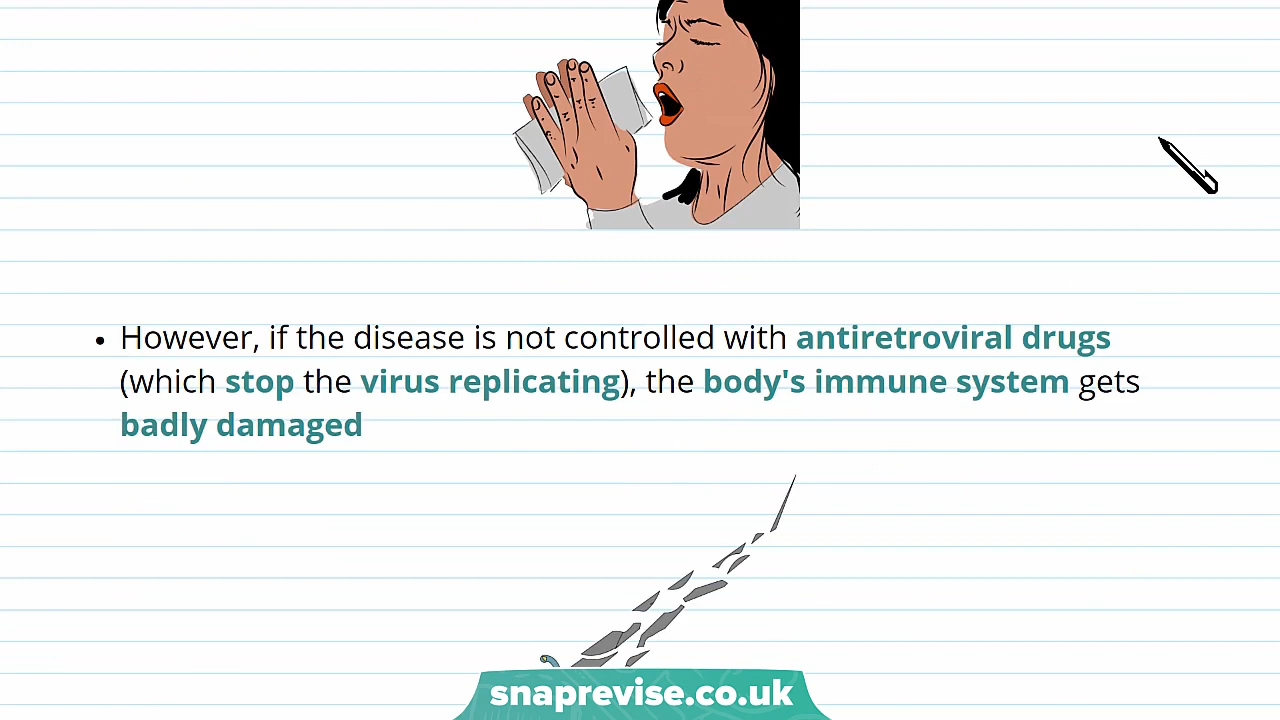 • However, if the disease is not controlled with antiretroviral drugs
(which stop the virus replicating), the body's immune system gets
badly damaged
snaprevise.co.uk